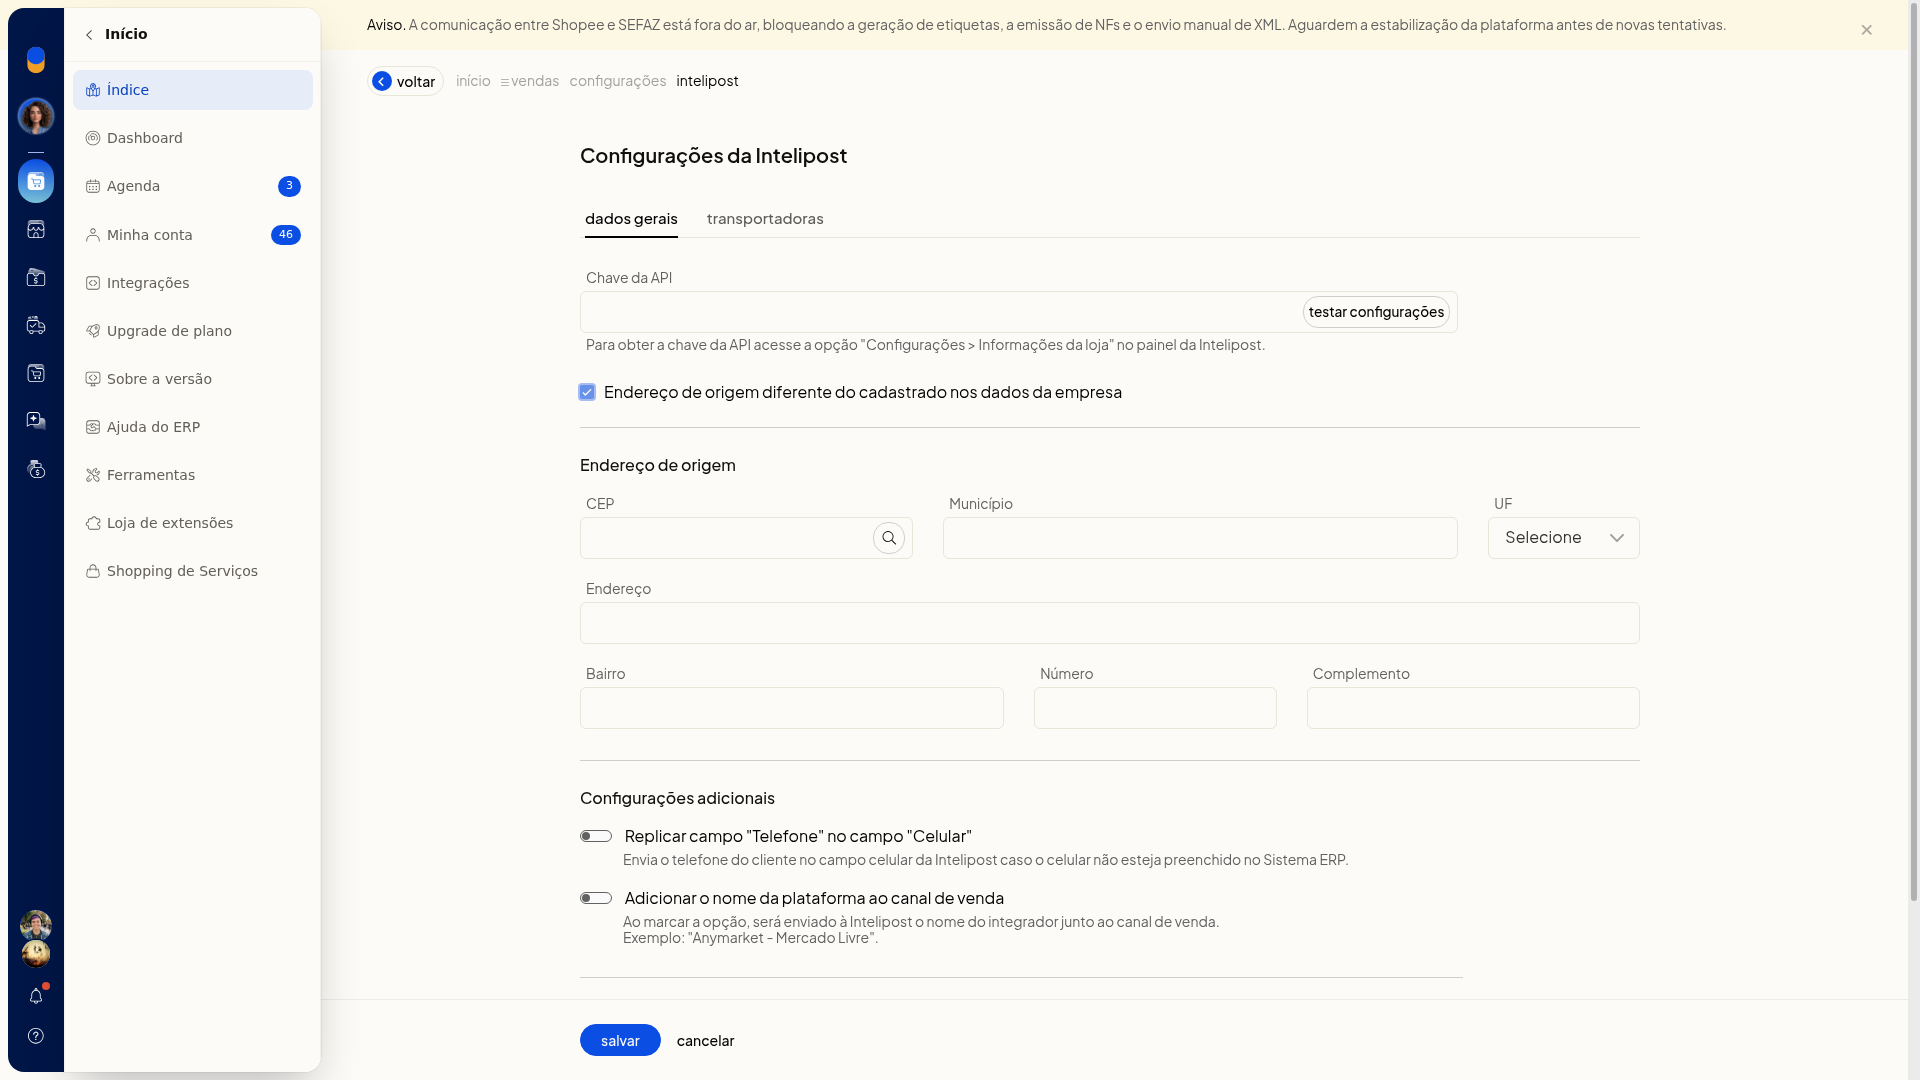 Início
Índice
Dashboard
Agenda
3
Minha conta
46
Integrações
Upgrade de plano
Sobre a versão
Ajuda do ERP
Ferramentas
Loja de extensões
Shopping de Serviços
Aviso. A comunicação entre Shopee e SEFAZ está fora do ar, bloqueando a geração de etiquetas, a emissão de NFs e o envio manual de XML. Aguardem a estabilização da plataforma antes de novas tentativas.
voltar início vendas configurações intelipost
Configurações da Intelipost
dados gerais transportadoras
Chave da API
testar configurações
Para obter a chave da API acesse a opção "Configurações > Informações da loja" no painel da Intelipost.
Endereço de origem diferente do cadastrado nos dados da empresa
Endereço de origem
CEP Município UF
Selecione
Endereço
Bairro Número Complemento
Configurações adicionais
Replicar campo "Telefone" no campo "Celular"
Envia o telefone do cliente no campo celular da Intelipost caso o celular não esteja preenchido no Sistema ERP.
Adicionar o nome da plataforma ao canal de venda
Ao marcar a opção, será enviado à Intelipost o nome do integrador junto ao canal de venda.
Exemplo: "Anymarket - Mercado Livre".
salvar cancelar